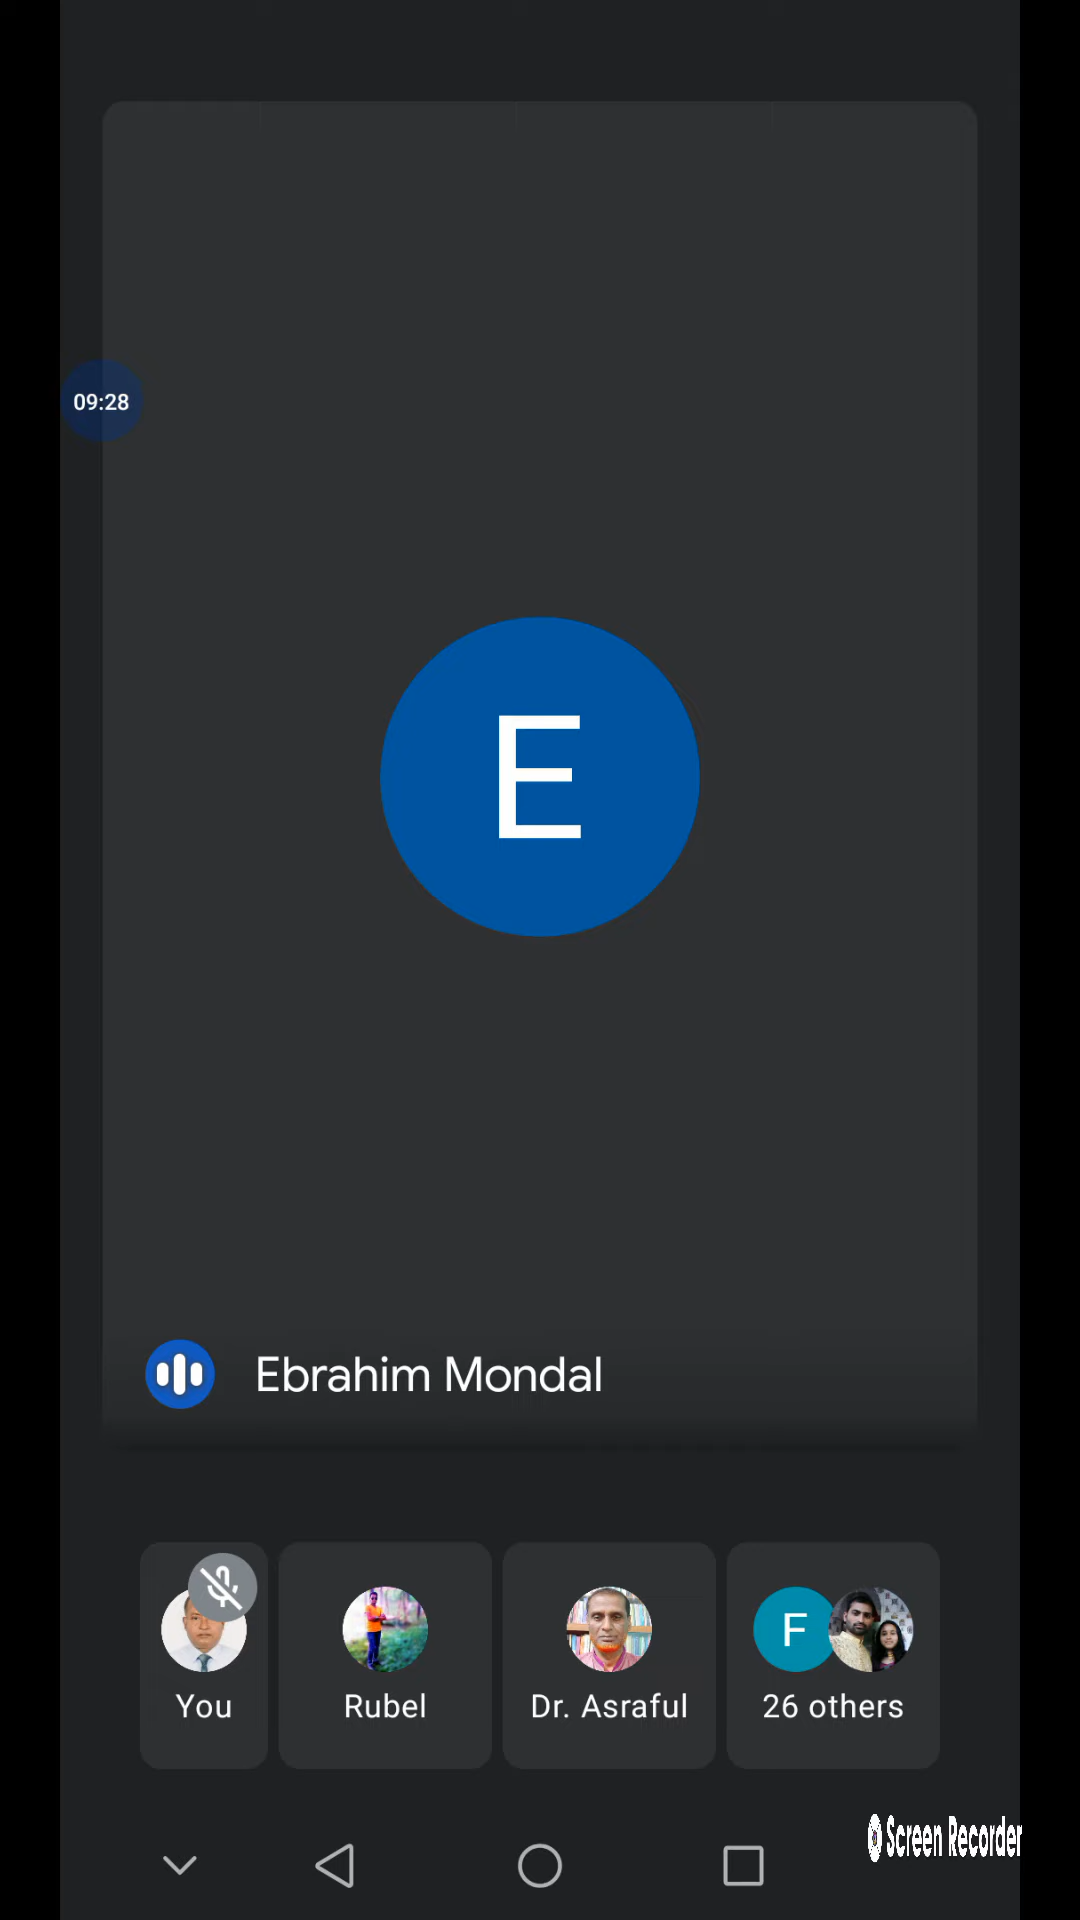 09:28
E
Ebrahim Mondal
You
Rubel
Dr. Asraful
F
26 others
Screen Recorder